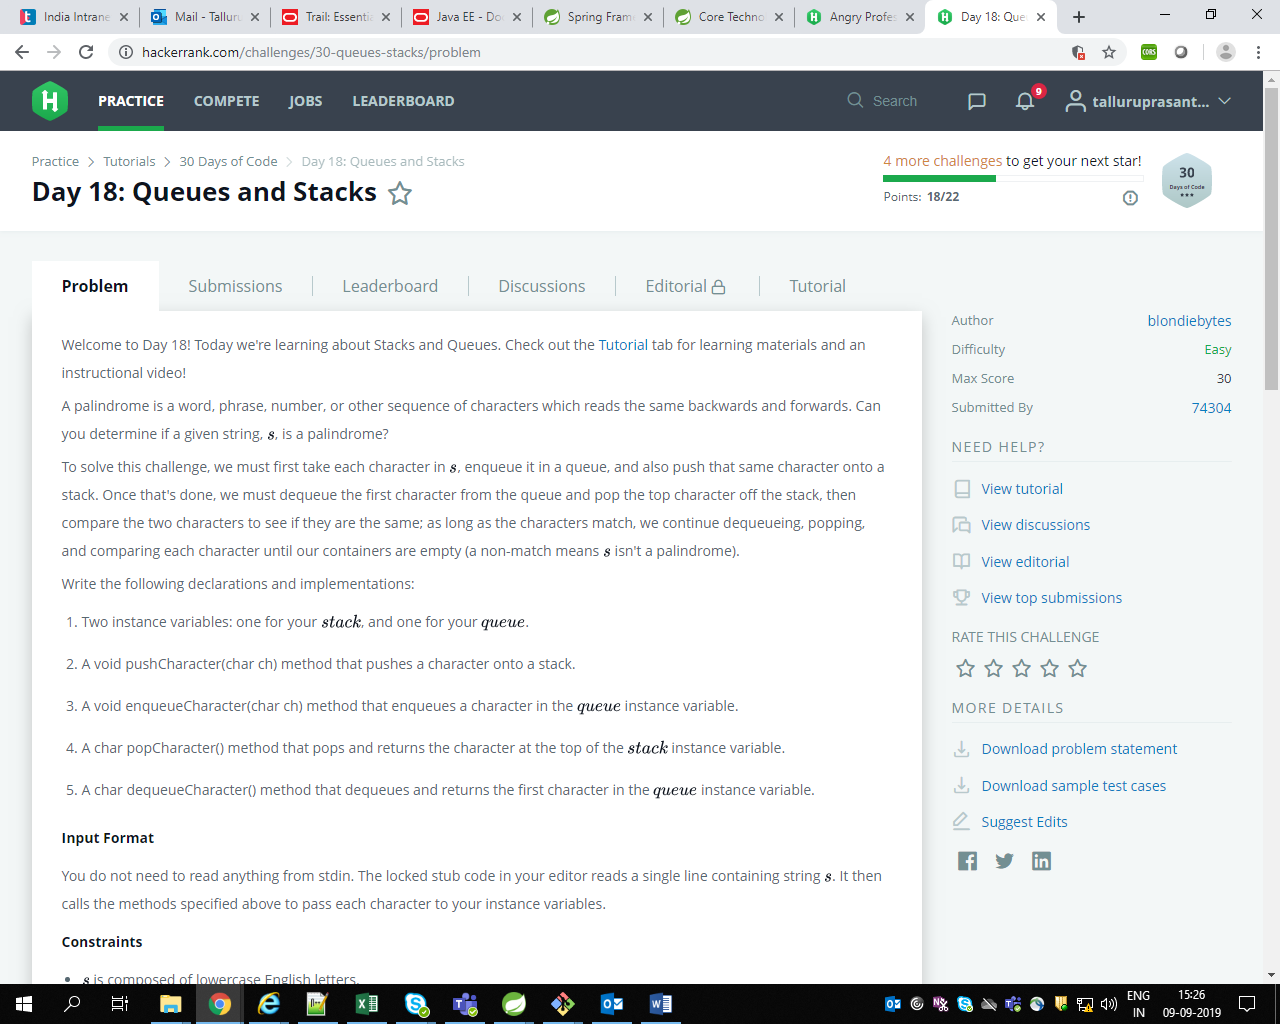 India Intrane
Mail - Tallur
Trail: Essentia
Java EE - Do
Spring Fram
Core Techno
Angry Profes
Day 18: Que
hackerrank.com/challenges/30-queues-stacks/problem
CORS
PRACTICE
COMPETE
JOBS
LEADERBOARD
Search
9
talluruprasant...
Practice > Tutorials > 30 Days of Code > Day 18: Queues and Stacks
Day 18: Queues and Stacks
4 more challenges to get your next star!
Points: 18/22
30
Days of Code
Problem
Submissions
Leaderboard
Discussions
Editorial
Tutorial
Welcome to Day 18! Today we're learning about Stacks and Queues. Check out the Tutorial tab for learning materials and an
instructional video!
A palindrome is a word, phrase, number, or other sequence of characters which reads the same backwards and forwards. Can
you determine if a given string, s, is a palindrome?
To solve this challenge, we must first take each character in s, enqueue it in a queue, and also push that same character onto a
stack. Once that's done, we must dequeue the first character from the queue and pop the top character off the stack, then
compare the two characters to see if they are the same; as long as the characters match, we continue dequeueing, popping,
and comparing each character until our containers are empty (a non-match means s isn't a palindrome).
Write the following declarations and implementations:
1. Two instance variables: one for your stack, and one for your queue.
2. A void pushCharacter(char ch) method that pushes a character onto a stack.
3. A void enqueueCharacter(char ch) method that enqueues a character in the queue instance variable.
4. A char popCharacter() method that pops and returns the character at the top of the stack instance variable.
5. A char dequeueCharacter() method that dequeues and returns the first character in the queue instance variable.
Input Format
You do not need to read anything from stdin. The locked stub code in your editor reads a single line containing string s. It then
calls the methods specified above to pass each character to your instance variables.
Constraints
• s is composed of lowercase English letters.
Author blondiebytes
Difficulty Easy
Max Score 30
Submitted By 74304
NEED HELP?
View tutorial
View discussions
View editorial
View top submissions
RATE THIS CHALLENGE
MORE DETAILS
Download problem statement
Download sample test cases
Suggest Edits
ENG
IN
15:26
09-09-2019